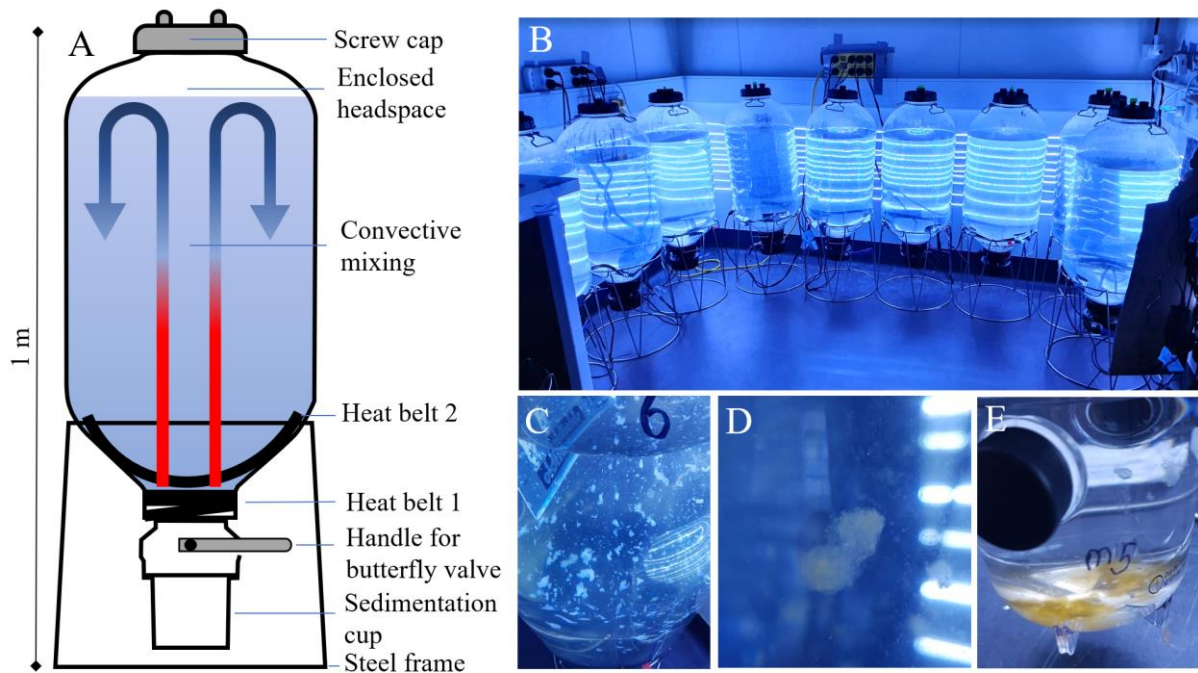 A
Screw cap
Enclosed
headspace
Convective
mixing
1 m
Heat belt 2
Heat belt 1
Handle for
butterfly valve
Sedimentation
cup
Steel frame
B
C
6
D
E
m5